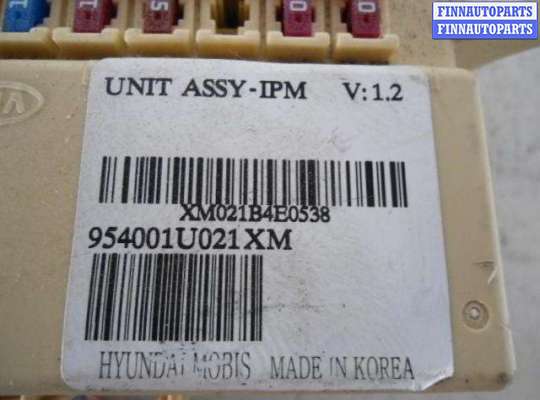 FINNAUTOPARTS
FINNAUTOPARTS
UNIT ASSY-IPM V: 1.2
XM021B4E0538
954001U021XM
HYUNDAI MOBIS MADE IN KOREA